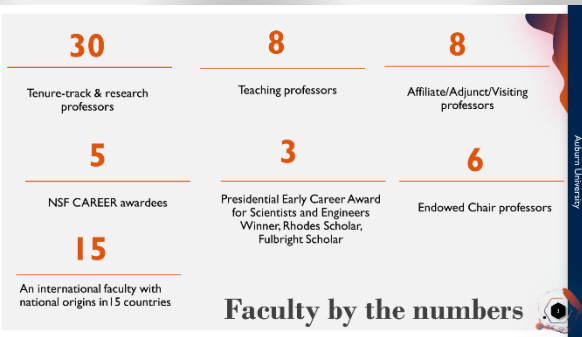 30
Tenure-track & research
professors
8
Teaching professors
8
Affiliate/Adjunct/Visiting
professors
5
NSF CAREER awardees
3
Presidential Early Career Award
for Scientists and Engineers
Winner, Rhodes Scholar,
Fulbright Scholar
6
Endowed Chair professors
15
An international faculty with
national origins in 15 countries
Faculty by the numbers
Auburn University